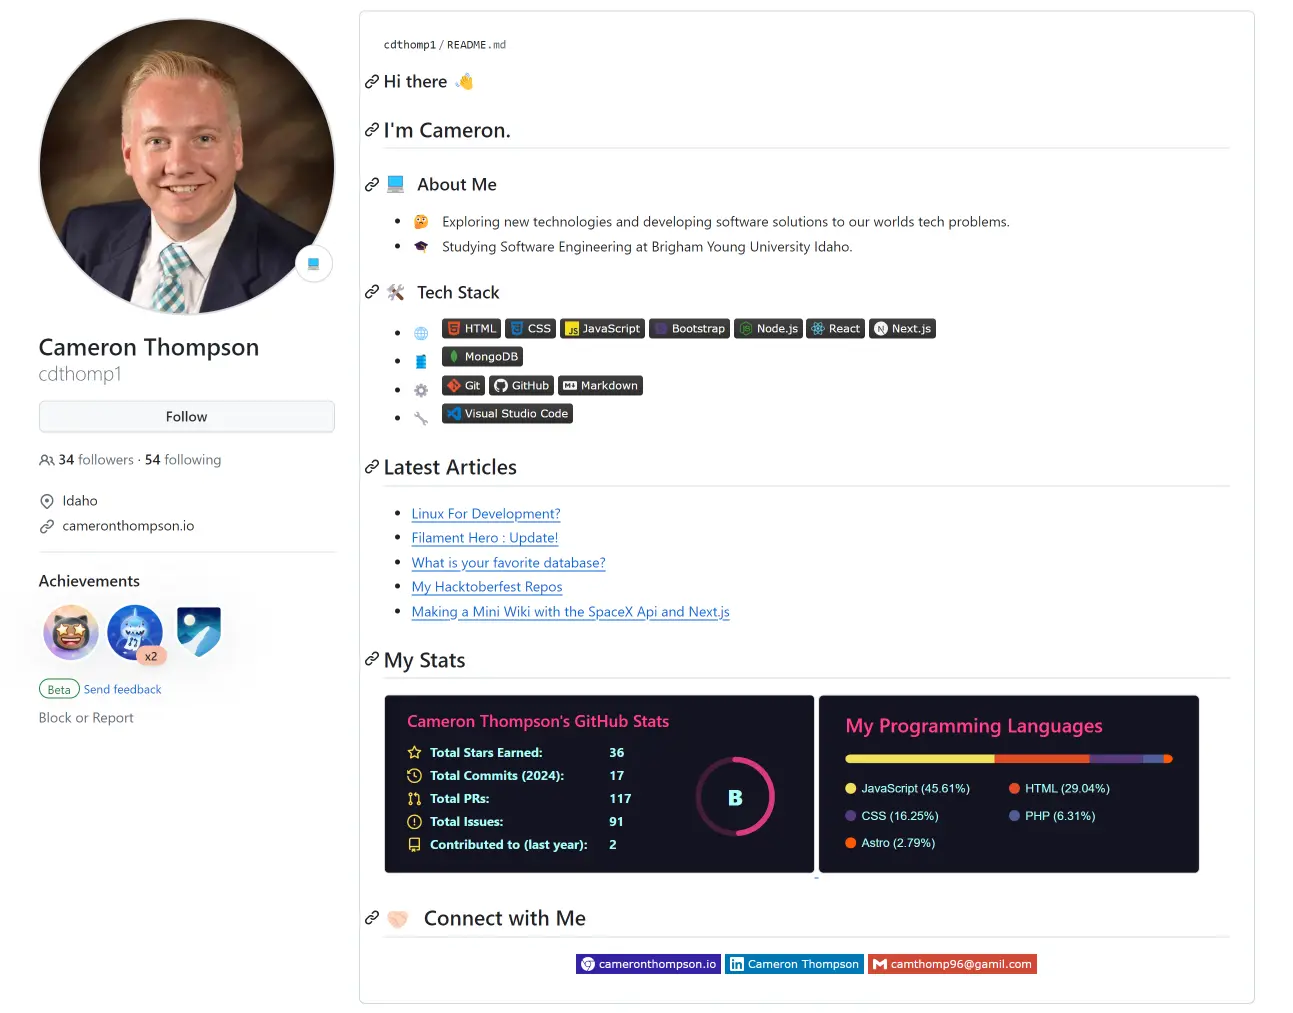 Cameron Thompson
cdthomp1
Follow
34 followers · 54 following
Idaho
cameronthompson.io
Achievements
x2
Beta Send feedback
Block or Report
cdthomp1/README.md
Hi there 👋
I'm Cameron.
About Me
Exploring new technologies and developing software solutions to our worlds tech problems.
Studying Software Engineering at Brigham Young University Idaho.
Tech Stack
HTML CSS JS JavaScript Bootstrap Node.js React N Next.js
MongoDB
Git GitHub Markdown
Visual Studio Code
Latest Articles
Linux For Development?
Filament Hero : Update!
What is your favorite database?
My Hacktoberfest Repos
Making a Mini Wiki with the SpaceX Api and Next.js
My Stats
Cameron Thompson's GitHub Stats
Total Stars Earned: 36
Total Commits (2024): 17
Total PRs: 117
Total Issues: 91
Contributed to (last year): 2
B
My Programming Languages
JavaScript (45.61%) HTML (29.04%)
CSS (16.25%) PHP (6.31%)
Astro (2.79%)
Connect with Me
cameronthompson.io in Cameron Thompson camthomp96@gamil.com